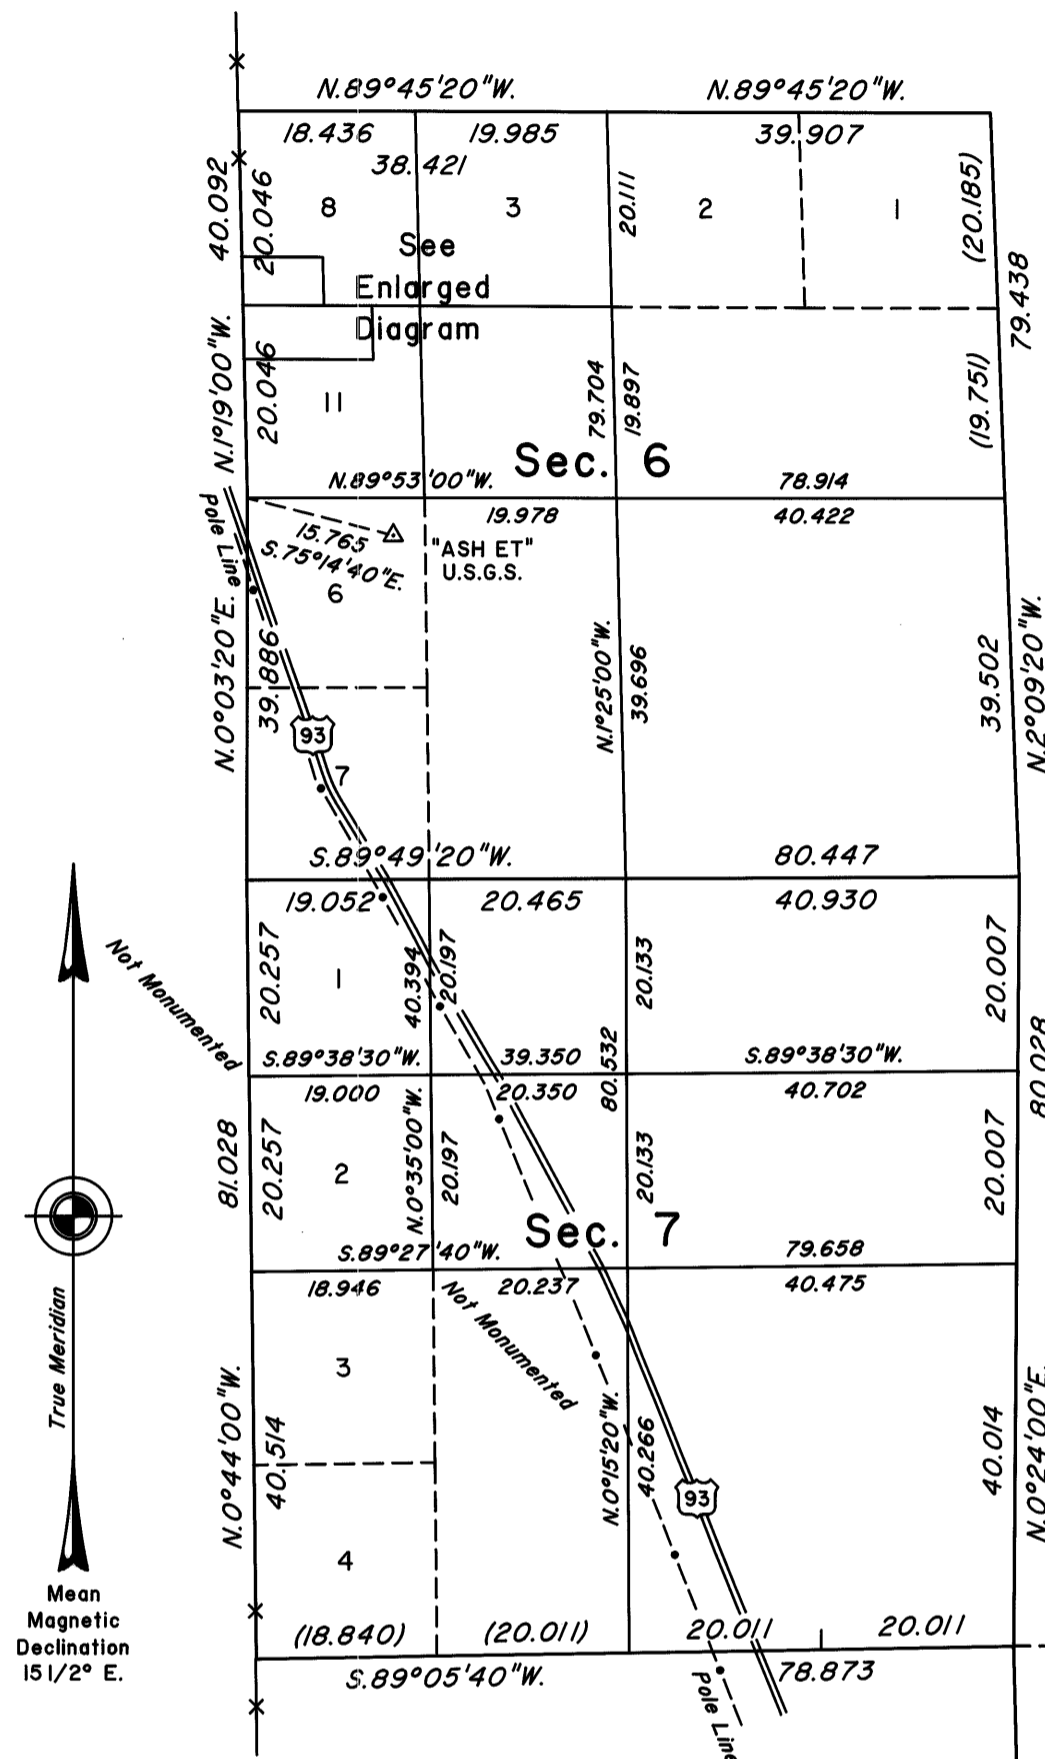 N.89°45'20"W. N.89°45'20"W.
18.436 19.985 39.907
38.421
40.092
20.046
8 3 20.111 2 1 (20.185)
See
Enlarged
Diagram
79.438
N.1°19'00"W.
20.046
11
79.704
19.897
(19.751)
Sec. 6
N.89°53'00"W. 78.914
19.978 40.422
Pole Line
15.765
S.75°14'40"E.
"ASH ET"
U.S.G.S.
6
N.0°03'20"E.
39.886
N.1°25'00"W.
39.696
39.502
N.2°09'20"W.
93
7
S.89°49'20"W. 80.447
19.052 20.465 40.930
Not Monumented
20.257
1
40.394
20.197
20.133
20.007
S.89°38'30"W. 39.350 80.532 S.89°38'30"W.
80.028
19.000 20.350 40.702
81.028
20.257
2
N.0°35'00"W.
20.197
20.133
20.007
Sec. 7
S.89°27'40"W. 79.658
18.946 20.237 40.475
Not Monumented
True Meridian
3
N.0°44'00"W.
40.514
N.0°15'20"W.
40.266
40.014
N.0°24'00"E.
93
4
Mean
Magnetic
Declination
15 1/2° E.
(18.840) (20.011) 20.011 20.011
S.89°05'40"W. 78.873
Pole Line